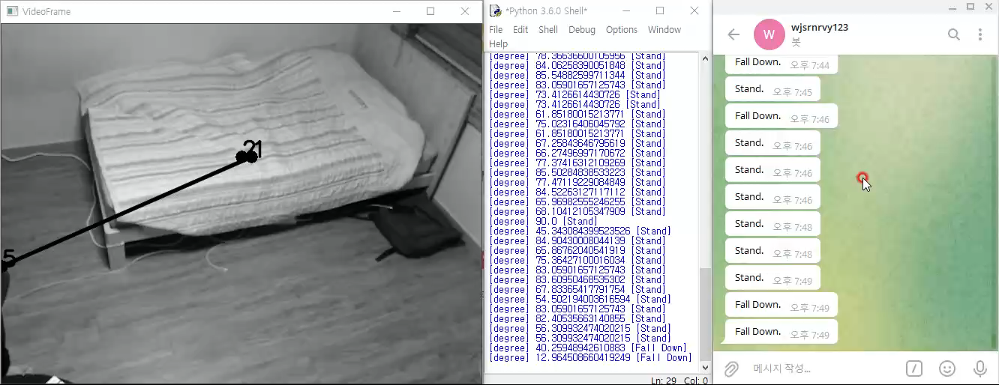 VideoFrame
21
5
*Python 3.6.0 Shell*
File Edit Shell Debug Options Window
Help
[degree] 78.36636600105956 [Stand]
[degree] 84.06258390051848 [Stand]
[degree] 85.54882599711344 [Stand]
[degree] 83.05901657125743 [Stand]
[degree] 73.4126614430726 [Stand]
[degree] 73.4126614430726 [Stand]
[degree] 61.85180015213771 [Stand]
[degree] 75.02316406045792 [Stand]
[degree] 61.85180015213771 [Stand]
[degree] 67.25843646795619 [Stand]
[degree] 66.27496997170672 [Stand]
[degree] 77.37416312109269 [Stand]
[degree] 85.50284838533223 [Stand]
[degree] 77.47119229084849 [Stand]
[degree] 84.52263127117112 [Stand]
[degree] 65.96982555246255 [Stand]
[degree] 68.10412105347909 [Stand]
[degree] 90.0 [Stand]
[degree] 45.343084399523526 [Stand]
[degree] 84.90430008044139 [Stand]
[degree] 65.86762040541919 [Stand]
[degree] 75.36427100016034 [Stand]
[degree] 83.05901657125743 [Stand]
[degree] 83.60950468535302 [Stand]
[degree] 67.83365417791754 [Stand]
[degree] 54.502194003616594 [Stand]
[degree] 83.05901657125743 [Stand]
[degree] 82.40535663140855 [Stand]
[degree] 56.309932474020215 [Stand]
[degree] 56.309932474020215 [Stand]
[degree] 40.25948942610883 [Fall Down]
[degree] 12.964508660419249 [Fall Down]
Ln: 29 Col: 0
W
wjsrnrvy123
봇
Fall Down. 오후 7:44
Stand. 오후 7:45
Fall Down. 오후 7:46
Stand. 오후 7:46
Stand. 오후 7:46
Stand. 오후 7:46
Stand. 오후 7:48
Stand. 오후 7:48
Stand. 오후 7:49
Fall Down. 오후 7:49
Fall Down. 오후 7:49
메시지 작성...